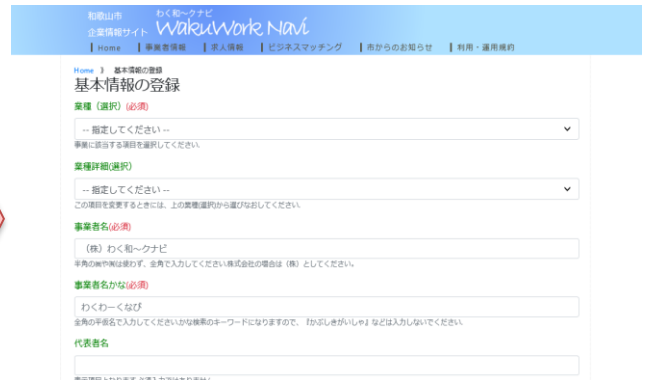 和歌山市
わく和~クナビ
企業情報サイト WakuWork Navi
Home 事業者情報 求人情報 ビジネスマッチング 市からのお知らせ 利用・運用規約
Home 》 基本情報の登録
基本情報の登録
業種(選択)(必須)
-- 指定してください --
事業に該当する項目を選択してください。
業種詳細(選択)
-- 指定してください --
この項目を変更するときには、上の業種(選択)から選びなおしてください。
事業者名(必須)
(株)わく和~クナビ
半角の㈱や㈲は使わず、全角で入力してください。株式会社の場合は(株)としてください。
事業者名かな(必須)
わくわーくなび
全角の平仮名で入力してください。かな検索のキーワードになりますので、『かぶしきがいしゃ』などは入力しないでください。
代表者名